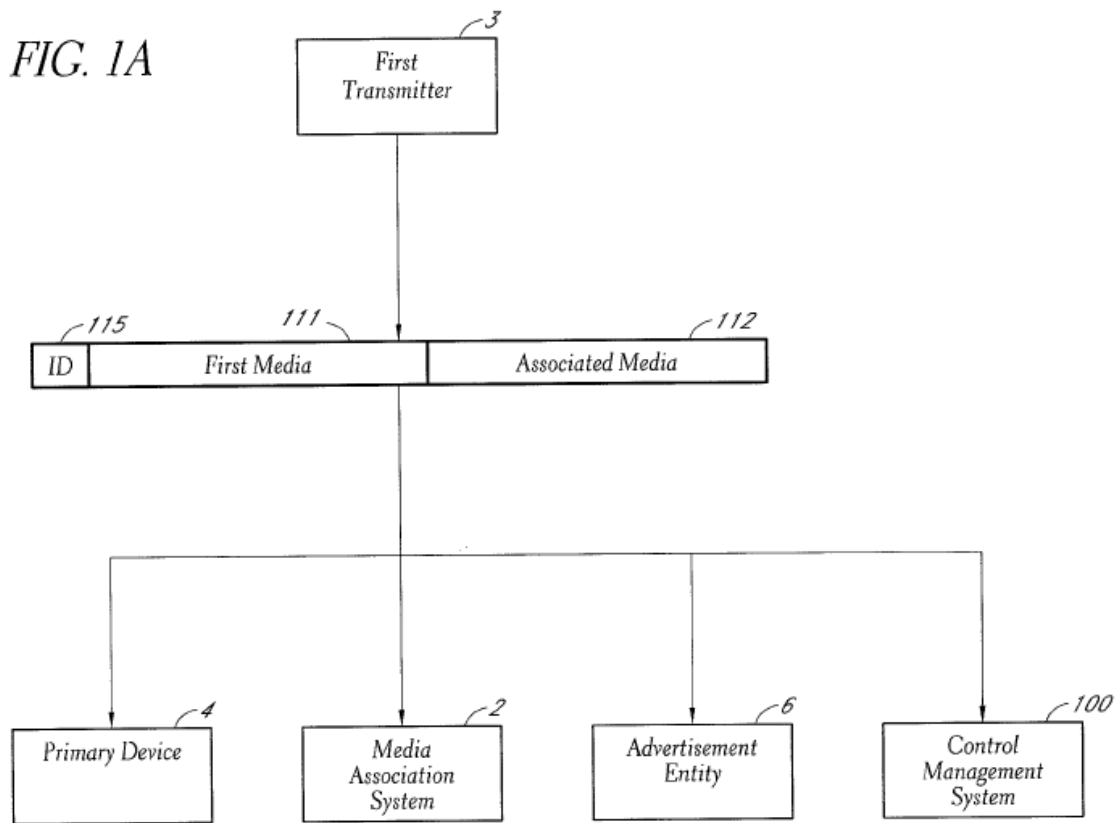 FIG. 1A
3
First
Transmitter
115
111
112
ID
First Media
Associated Media
4
2
6
100
Primary Device
Media
Association
System
Advertisement
Entity
Control
Management
System